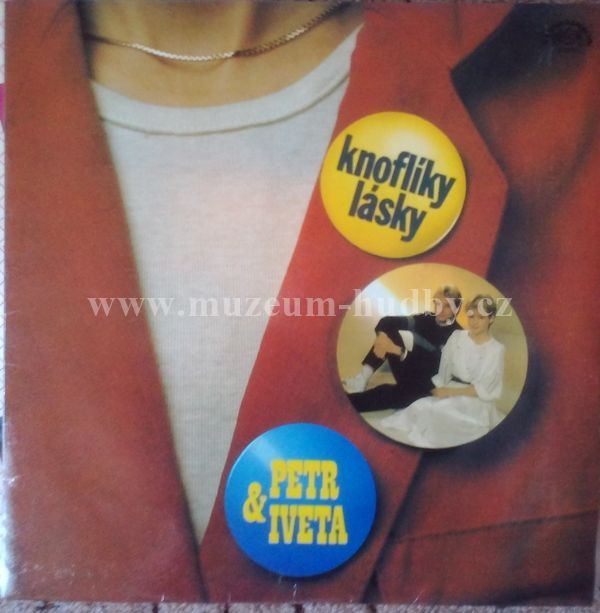 knoflíky
lásky
www.muzeum-hudby.cz
PETR
& IVETA